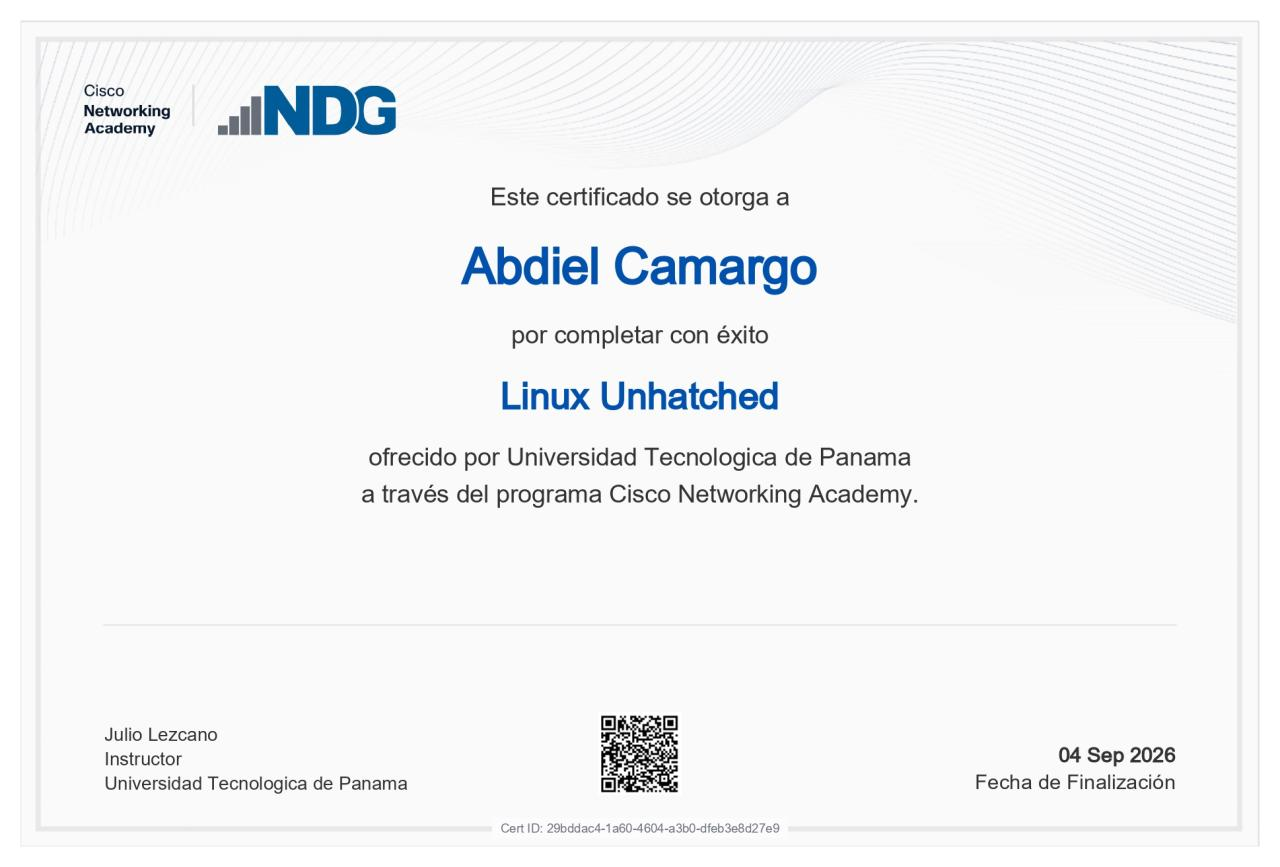 Cisco
Networking
Academy
NDG
Este certificado se otorga a
Abdiel Camargo
por completar con éxito
Linux Unhatched
ofrecido por Universidad Tecnologica de Panama
a través del programa Cisco Networking Academy.
Julio Lezcano
Instructor
Universidad Tecnologica de Panama
04 Sep 2026
Fecha de Finalización
Cert ID: 29bddac4-1a60-4604-a3b0-dfeb3e8d27e9